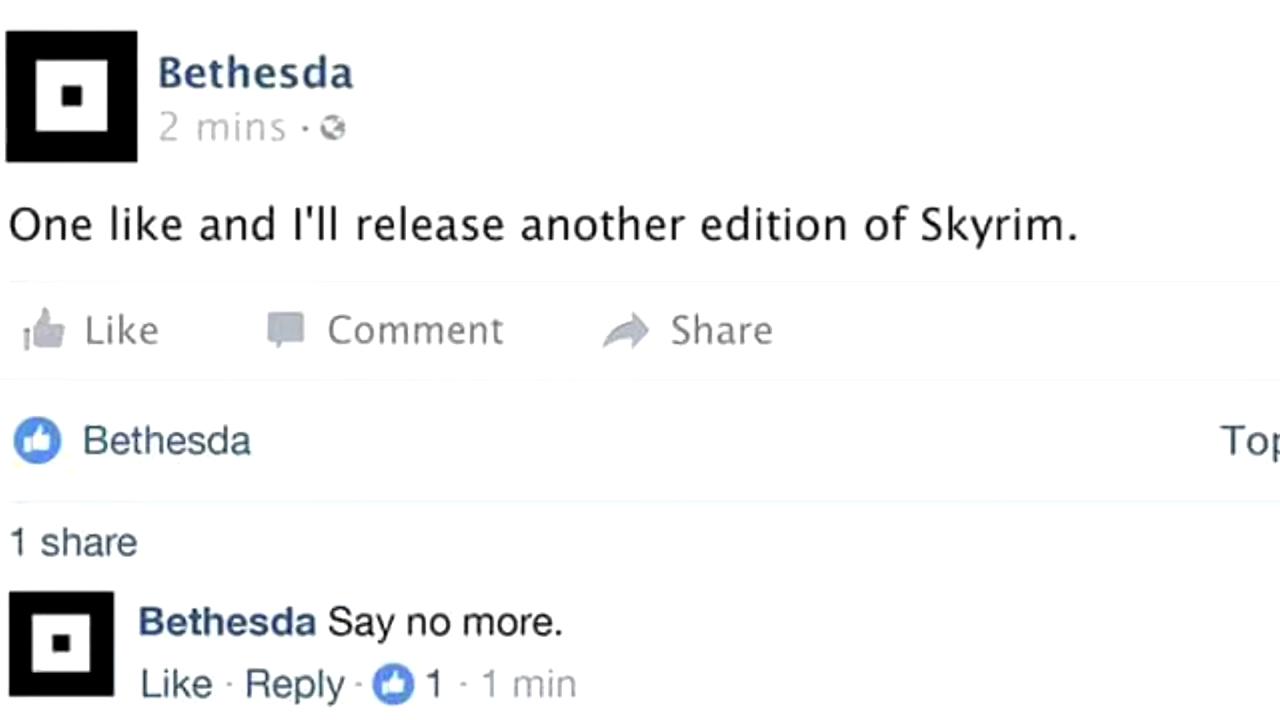 Bethesda
2 mins ·
One like and I'll release another edition of Skyrim.
Like Comment Share
Bethesda Top
1 share
Bethesda Say no more.
Like · Reply · 1 · 1 min